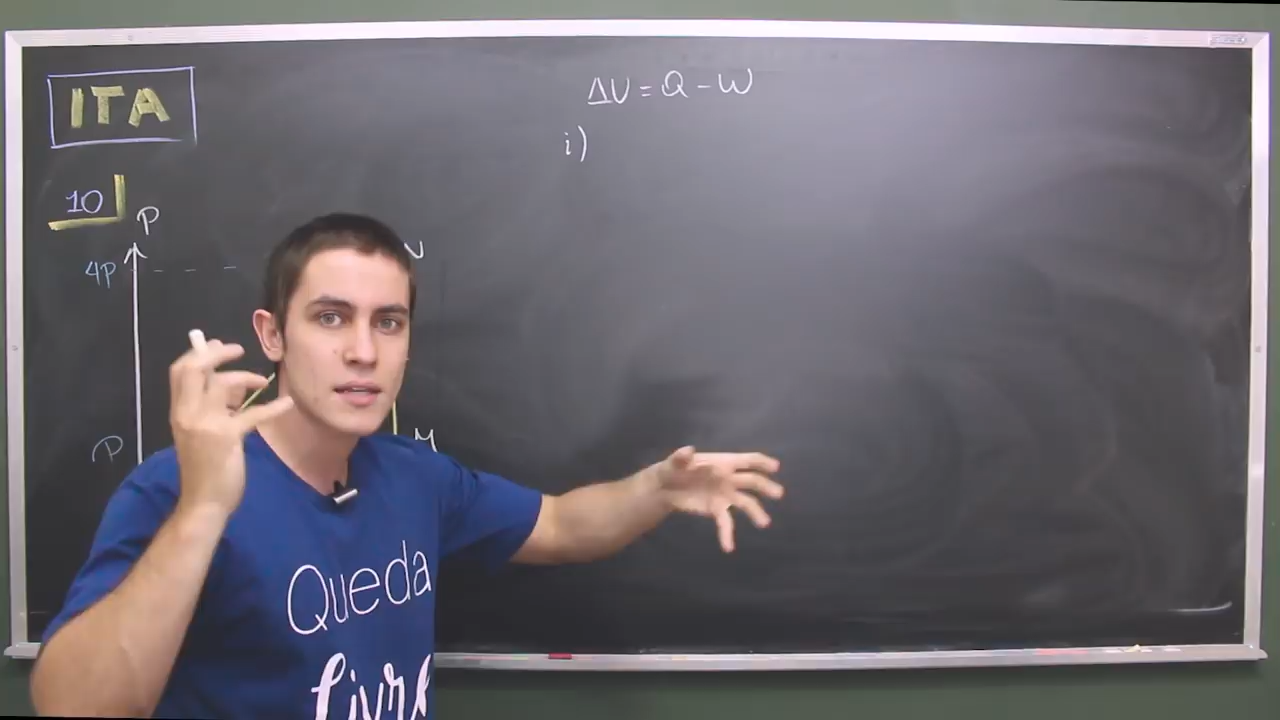 ITA
ΔU = Q - W
i)
10
P
4P
N
P
M
Queda
Livre